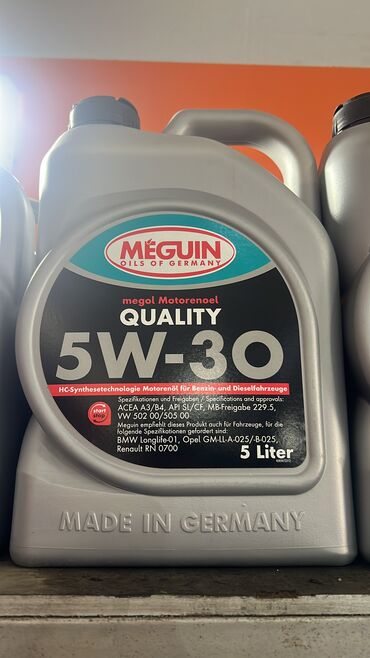 MÉGUIN
OILS OF GERMANY
megol Motorenoel
QUALITY
5W-30
HC-Synthesetechnologie Motorenöl für Benzin- und Dieselfahrzeuge
Spezifikationen und Freigaben / Specifications and approvals:
ACEA A3/B4, API SL/CF, MB-Freigabe 229.5,
VW 502 00/505 00
start
stop
Meguin empfiehlt dieses Produkt auch für Fahrzeuge, für die
folgende Spezifikationen gefordert sind:
BMW Longlife-01, Opel GM-LL-A-025/-B-025,
Renault RN 0700
5 Liter
MADE IN GERMANY